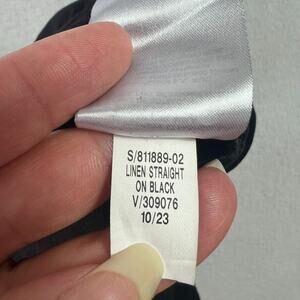 S/811889-02
LINEN STRAIGHT
ON BLACK
V/309076
10/23